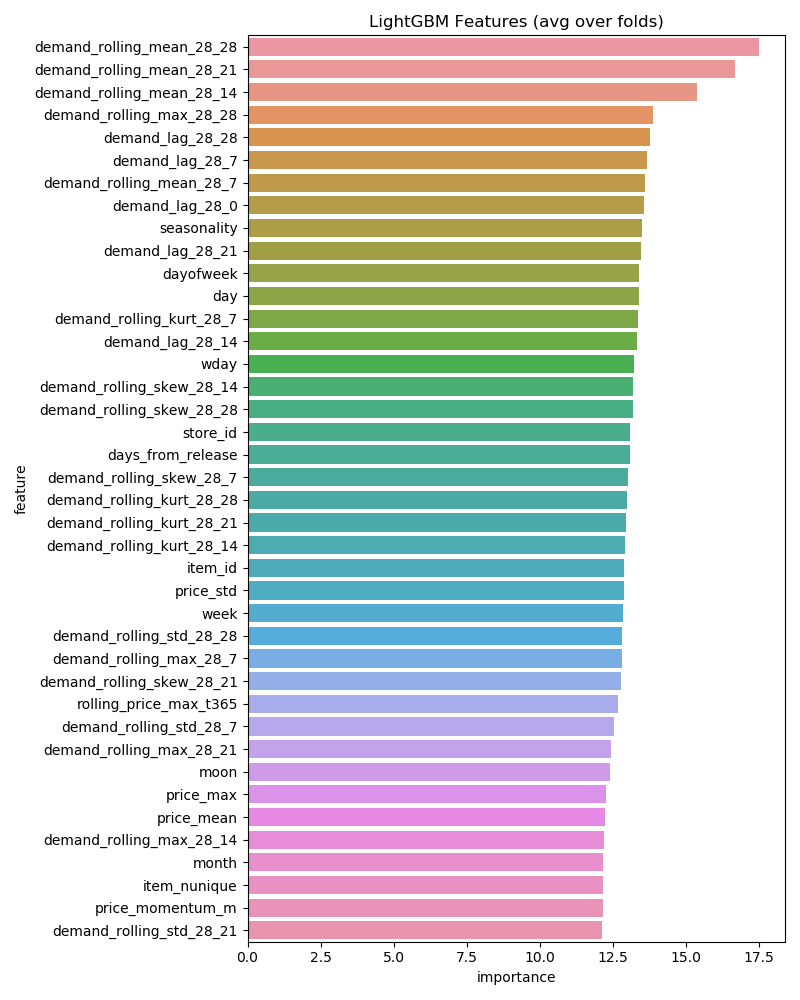 LightGBM Features (avg over folds)
demand_rolling_mean_28_28
demand_rolling_mean_28_21
demand_rolling_mean_28_14
demand_rolling_max_28_28
demand_lag_28_28
demand_lag_28_7
demand_rolling_mean_28_7
demand_lag_28_0
seasonality
demand_lag_28_21
dayofweek
day
demand_rolling_kurt_28_7
demand_lag_28_14
wday
demand_rolling_skew_28_14
demand_rolling_skew_28_28
store_id
days_from_release
demand_rolling_skew_28_7
demand_rolling_kurt_28_28
demand_rolling_kurt_28_21
demand_rolling_kurt_28_14
item_id
price_std
week
demand_rolling_std_28_28
demand_rolling_max_28_7
demand_rolling_skew_28_21
rolling_price_max_t365
demand_rolling_std_28_7
demand_rolling_max_28_21
moon
price_max
price_mean
demand_rolling_max_28_14
month
item_nunique
price_momentum_m
demand_rolling_std_28_21
feature
0.0 2.5 5.0 7.5 10.0 12.5 15.0 17.5
importance